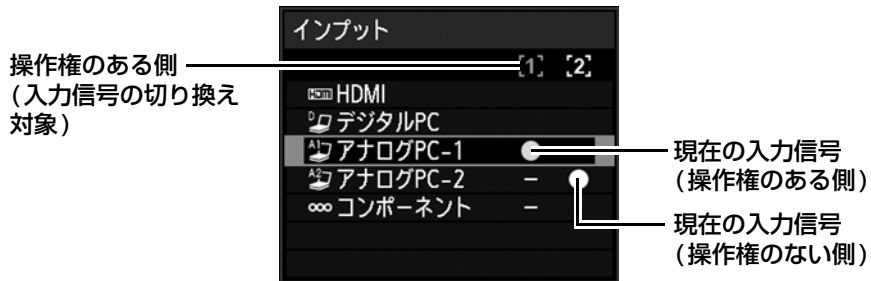 インプット
[1] [2]
操作権のある側
(入力信号の切り換え
対象)
HDMI HDMI
D デジタルPC
A1 アナログPC-1
A2 アナログPC-2 −
コンポーネント −
現在の入力信号
(操作権のある側)
現在の入力信号
(操作権のない側)